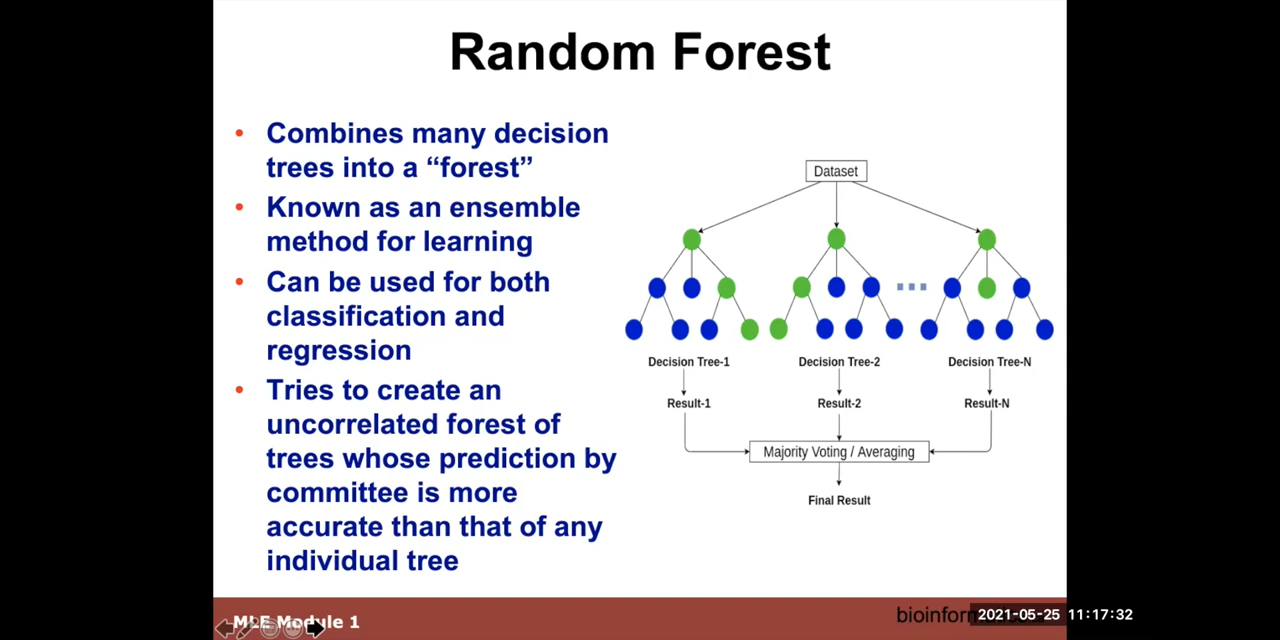 Random Forest
• Combines many decision
trees into a “forest”
• Known as an ensemble
method for learning
• Can be used for both
classification and
regression
• Tries to create an
uncorrelated forest of
trees whose prediction by
committee is more
accurate than that of any
individual tree
Dataset
Decision Tree-1
Decision Tree-2
Decision Tree-N
Result-1
Result-2
Result-N
Majority Voting / Averaging
Final Result
MLE Module 1
2021-05-25 11:17:32